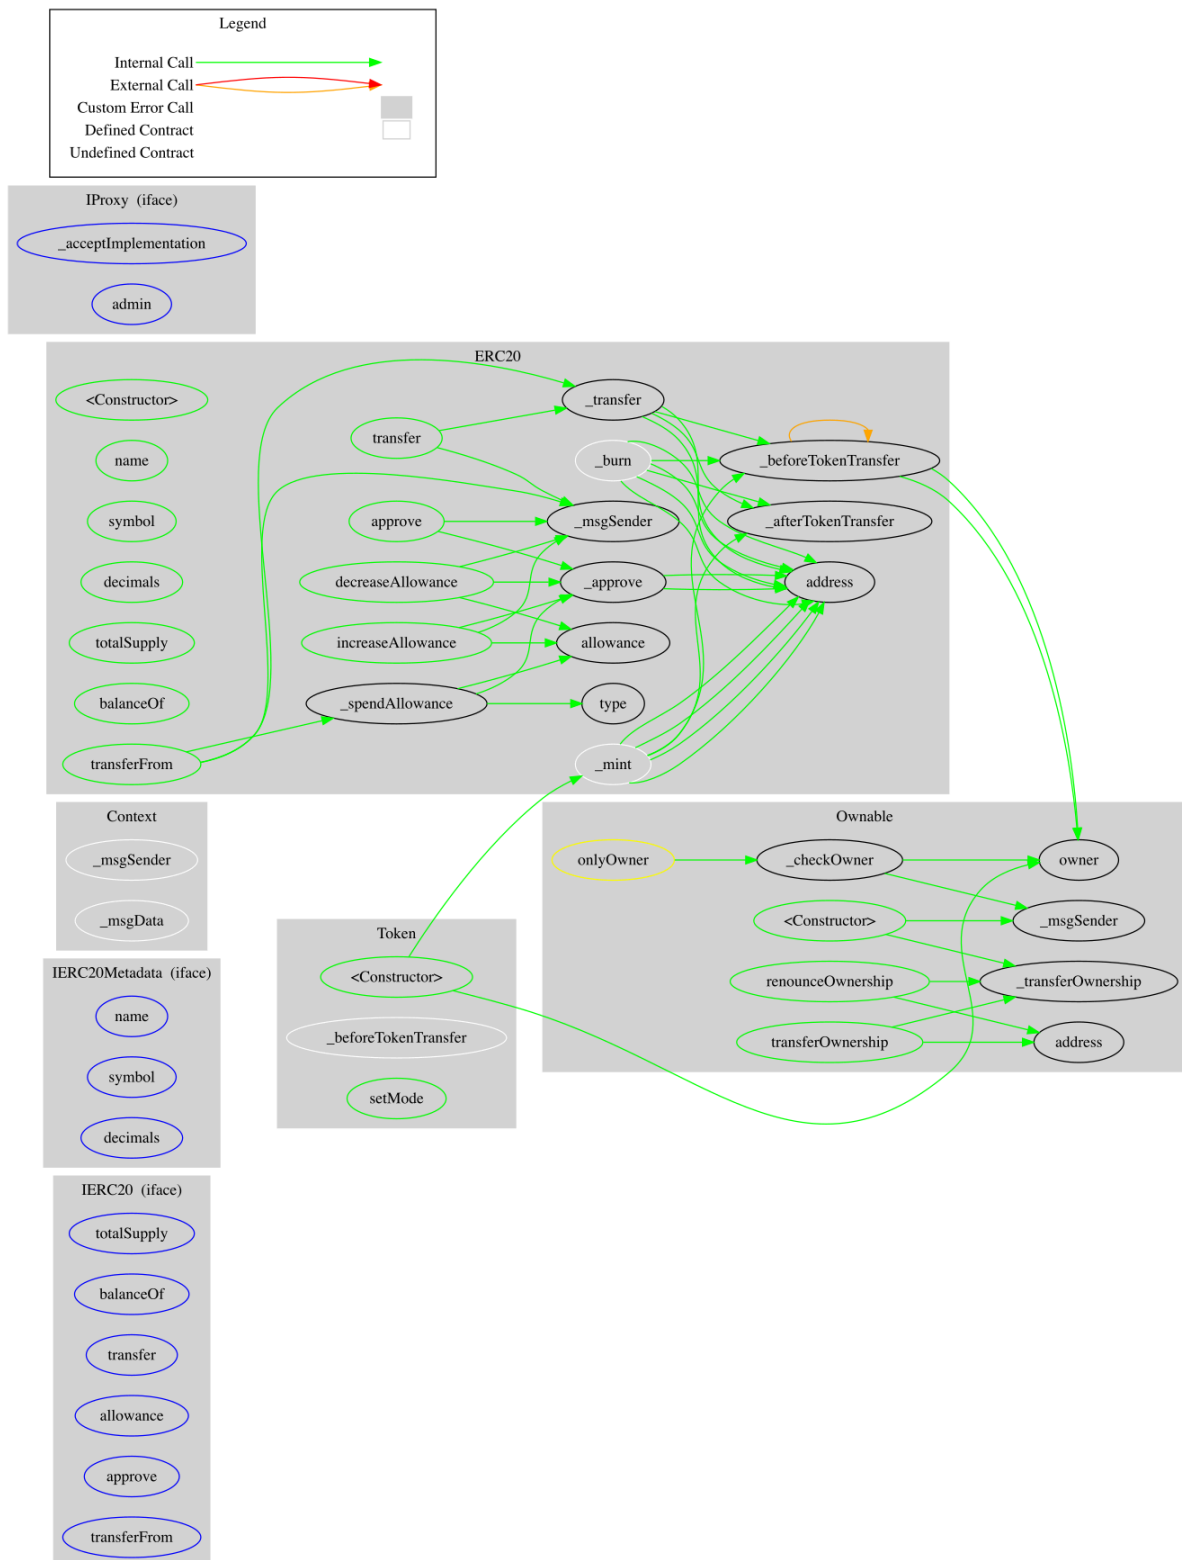 Legend
Internal Call
External Call
Custom Error Call
Defined Contract
Undefined Contract
IProxy (iface)
_acceptImplementation
admin
ERC20
<Constructor>
name
symbol
decimals
totalSupply
balanceOf
transferFrom
transfer
approve
decreaseAllowance
increaseAllowance
_spendAllowance
_transfer
_burn
_msgSender
_approve
allowance
type
_mint
_beforeTokenTransfer
_afterTokenTransfer
address
Context
_msgSender
_msgData
Ownable
onlyOwner
_checkOwner
<Constructor>
renounceOwnership
transferOwnership
owner
_msgSender
_transferOwnership
address
Token
<Constructor>
_beforeTokenTransfer
setMode
IERC20Metadata (iface)
name
symbol
decimals
IERC20 (iface)
totalSupply
balanceOf
transfer
allowance
approve
transferFrom